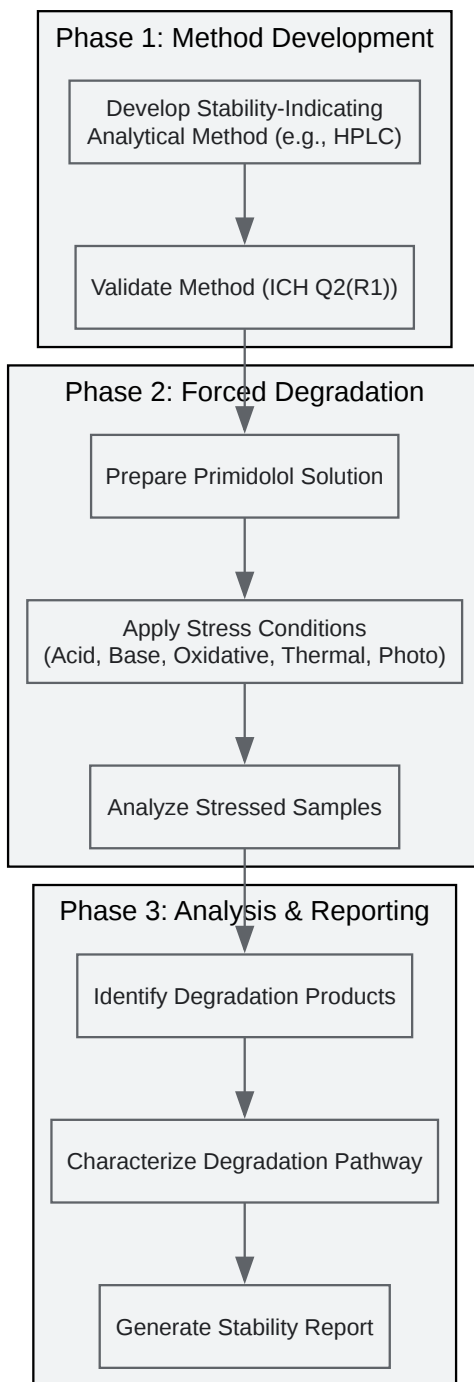 Phase 1: Method Development
Develop Stability-Indicating
Analytical Method (e.g., HPLC)
Validate Method (ICH Q2(R1))
Phase 2: Forced Degradation
Prepare Primidolol Solution
Apply Stress Conditions
(Acid, Base, Oxidative, Thermal, Photo)
Analyze Stressed Samples
Phase 3: Analysis & Reporting
Identify Degradation Products
Characterize Degradation Pathway
Generate Stability Report